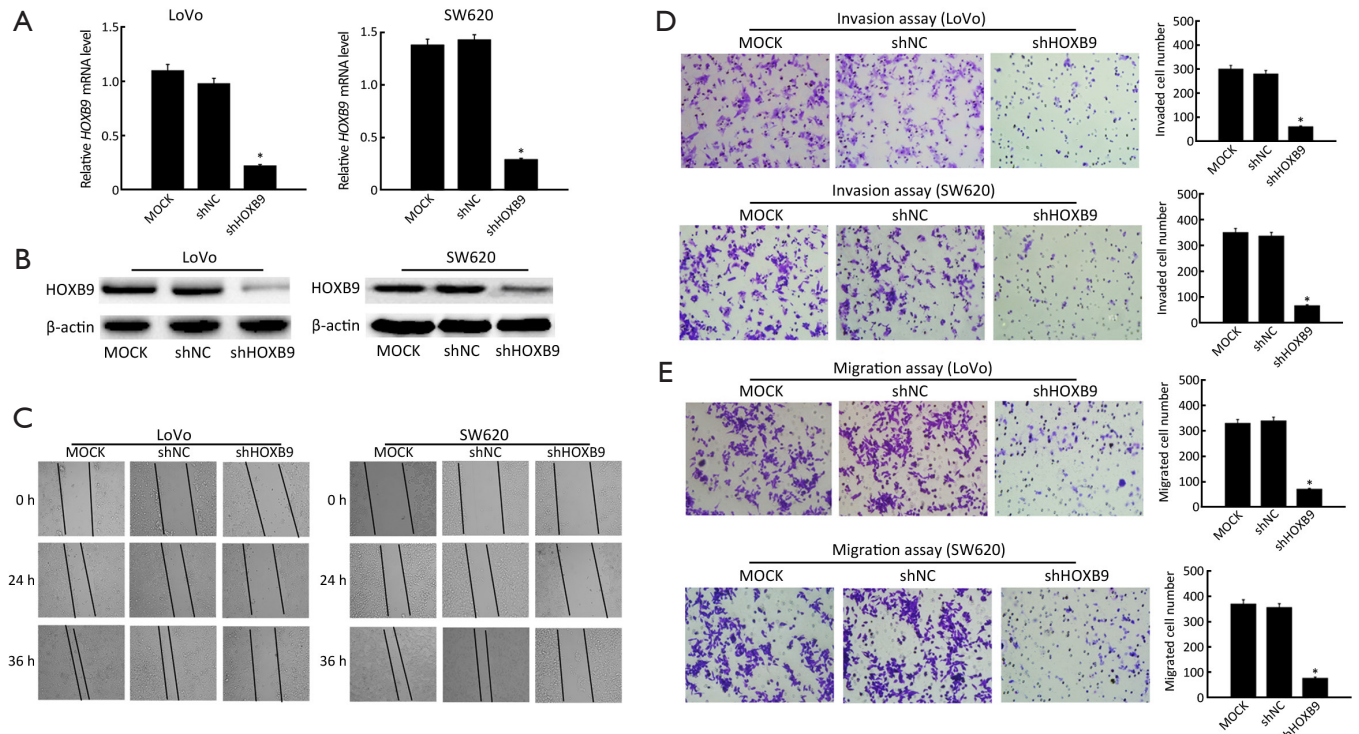 A
LoVo
Relative HOXB9 mRNA level
1.5
1.0
0.5
0
MOCK
shNC
shHOXB9
*
SW620
Relative HOXB9 mRNA level
1.5
1.0
0.5
0
MOCK
shNC
shHOXB9
*
B
LoVo
HOXB9
β-actin
MOCK shNC shHOXB9
SW620
HOXB9
β-actin
MOCK shNC shHOXB9
C
LoVo
MOCK shNC shHOXB9
0 h
24 h
36 h
SW620
MOCK shNC shHOXB9
0 h
24 h
36 h
D
Invasion assay (LoVo)
MOCK shNC shHOXB9
Invaded cell number
500
400
300
200
100
0
MOCK
shNC
shHOXB9
*
Invasion assay (SW620)
MOCK shNC shHOXB9
Invaded cell number
500
400
300
200
100
0
MOCK
shNC
shHOXB9
*
E
Migration assay (LoVo)
MOCK shNC shHOXB9
Migrated cell number
500
400
300
200
100
0
MOCK
shNC
shHOXB9
*
Migration assay (SW620)
MOCK shNC shHOXB9
Migrated cell number
500
400
300
200
100
0
MOCK
shNC
shHOXB9
*